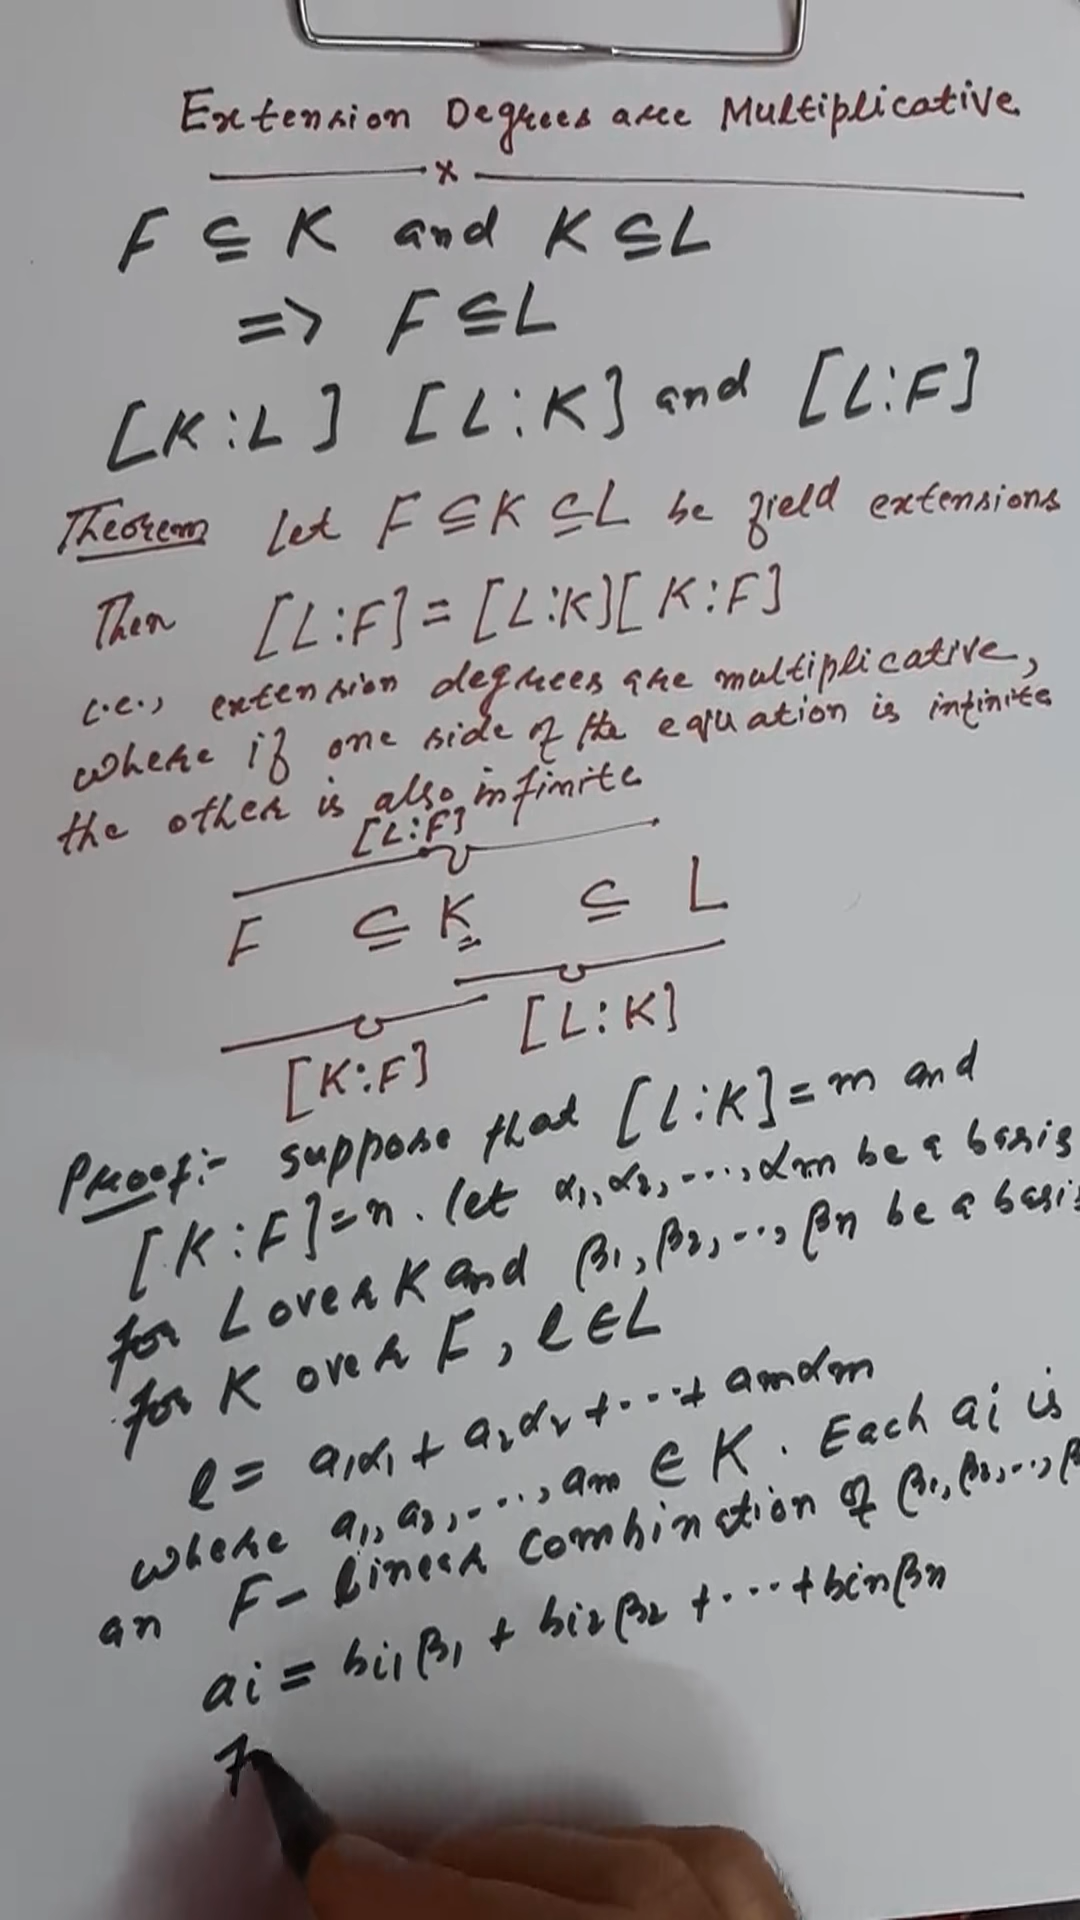 Extension Degrees are Multiplicative
x
F ⊆ K and K ⊆ L
=> F ⊆ L
[K:L] [L:K] and [L:F]
Theorem Let F ⊆ K ⊆ L be field extensions
Then [L:F] = [L:K][K:F]
i.e., extension degrees are multiplicative,
where if one side of the equation is infinite
the other is also infinite
[L:F]
F ⊆ K ⊆ L
[L:K]
[K:F]
Proof:- suppose that [L:K] = m and
[K:F] = n. let α1, α2, ..., αm be a basis
for L over K and β1, β2, ..., βn be a basis
for K over F, l ∈ L
l = a1α1 + a2α2 + ... + amαm
where a1, a2, ..., am ∈ K. Each ai is
an F-linear combination of β1, β2, ..., β
ai = bi1β1 + bi2β2 + ... + binβn